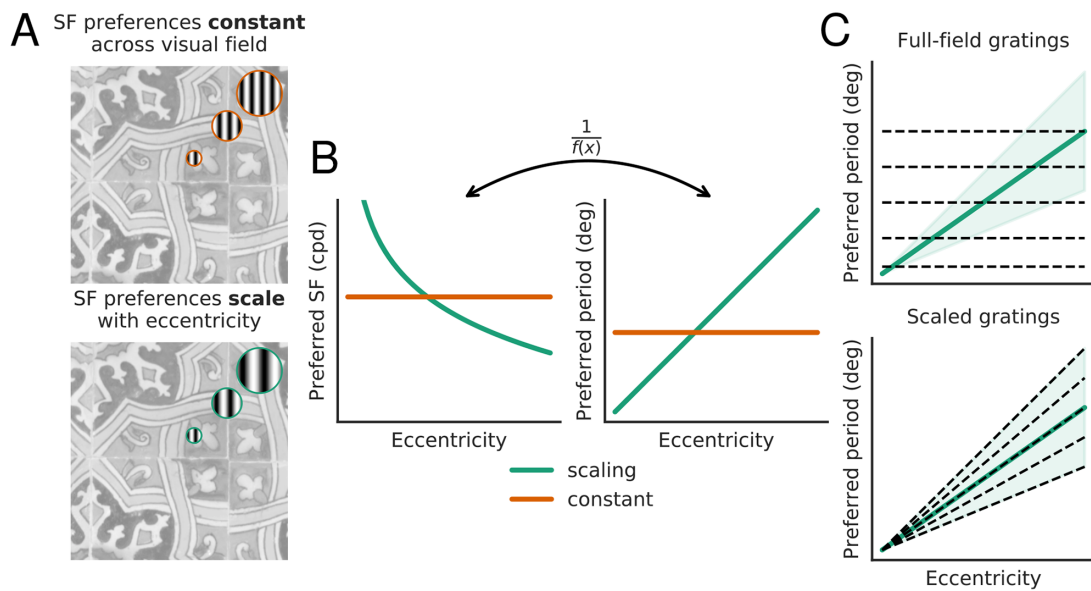 A
SF preferences constant
across visual field
SF preferences scale
with eccentricity
B
1
f(x)
Preferred SF (cpd)
Eccentricity
Preferred period (deg)
Eccentricity
scaling
constant
C
Full-field gratings
Preferred period (deg)
Scaled gratings
Preferred period (deg)
Eccentricity